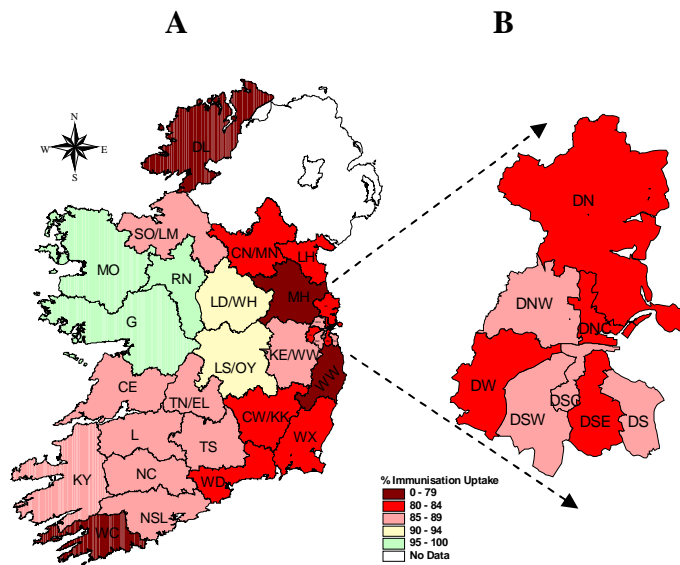 A B
N
W E
S
DL
DN
SO/LM
CN/MN
LH
MO
RN
MH
LD/WH
DNW
G
DNC
KE/WW
LS/OY
WW
CE
DW
TN/EL
DSC
CW/KK
DSW
DSE
DS
L
TS
WX
KY
NC
WD
NSL
WC
% Immunisation Uptake
0 - 79
80 - 84
85 - 89
90 - 94
95 - 100
No Data